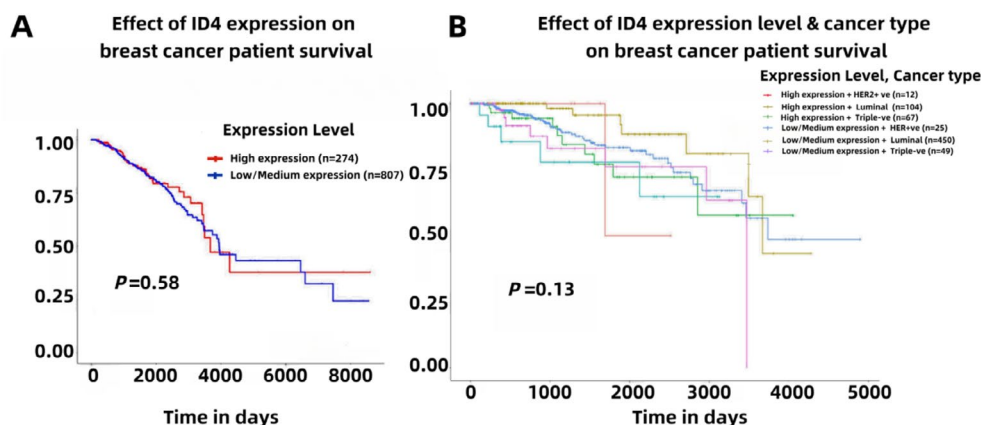 A
Effect of ID4 expression on
breast cancer patient survival
Expression Level
High expression (n=274)
Low/Medium expression (n=807)
1.00
0.75
0.50
0.25
0.00
P=0.58
0 2000 4000 6000 8000
Time in days
B
Effect of ID4 expression level & cancer type
on breast cancer patient survival
Expression Level, Cancer type
High expression + HER2+ ve (n=12)
High expression + Luminal (n=104)
High expression + Triple-ve (n=67)
Low/Medium expression + HER+ve (n=25)
Low/Medium expression + Luminal (n=450)
Low/Medium expression + Triple-ve (n=49)
1.00
0.75
0.50
0.25
0.00
P=0.13
0 1000 2000 3000 4000 5000
Time in days